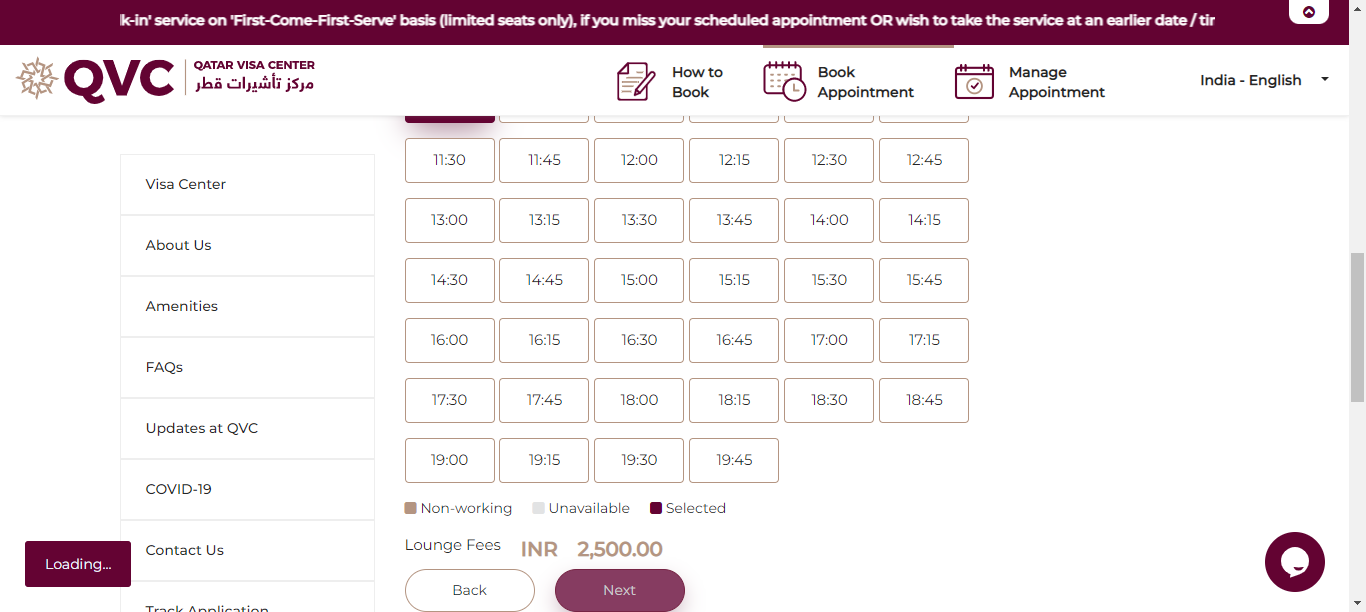 'First-Come-First-Serve' basis (limited seats only), if you miss your scheduled appointment OR wish to take the service at an earlier date /
QVC
QATAR VISA CENTER
مركز تأشيرات قطر
How to
Book
Book
Appointment
Manage
Appointment
India - English
Visa Center
About Us
Amenities
FAQs
Updates at QVC
COVID-19
Contact Us
Track Application
11:30 11:45 12:00 12:15 12:30 12:45
13:00 13:15 13:30 13:45 14:00 14:15
14:30 14:45 15:00 15:15 15:30 15:45
16:00 16:15 16:30 16:45 17:00 17:15
17:30 17:45 18:00 18:15 18:30 18:45
19:00 19:15 19:30 19:45
Non-working Unavailable Selected
Lounge Fees INR 2,500.00
Back Next
Loading...